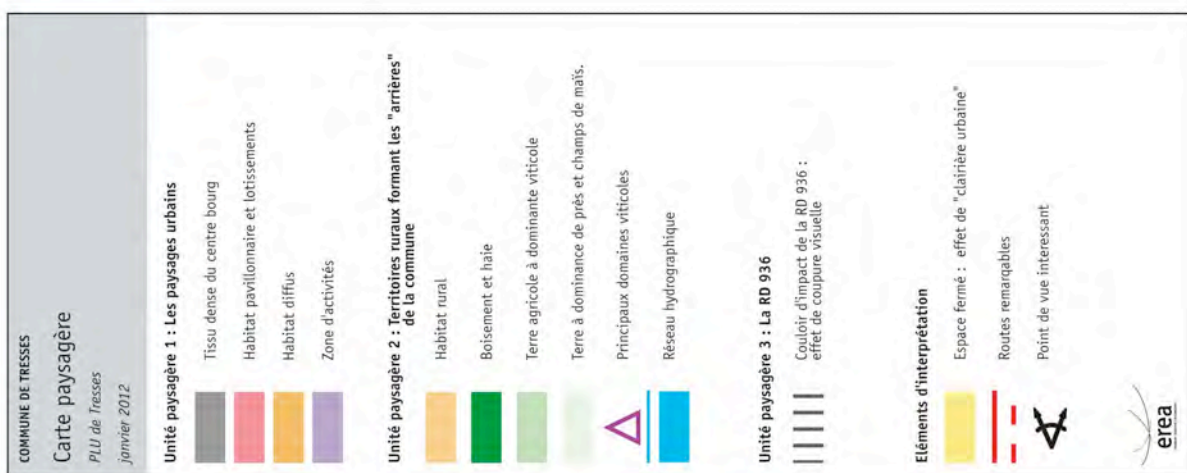 COMMUNE DE TRESSES
Carte paysagère
PLU de Tresses
janvier 2012
Unité paysagère 1 : Les paysages urbains
Tissu dense du centre bourg
Habitat pavillonnaire et lotissements
Habitat diffus
Zone d'activités
Unité paysagère 2 : Territoires ruraux formant les "arrières"
de la commune
Habitat rural
Boisement et haie
Terre agricole à dominante viticole
Terre à dominance de près et champs de maïs.
Principaux domaines viticoles
Réseau hydrographique
Unité paysagère 3 : La RD 936
Couloir d'impact de la RD 936 :
effet de coupure visuelle
Eléments d'interprétation
Espace fermé : effet de "clairière urbaine"
Routes remarqables
Point de vue interessant
erea